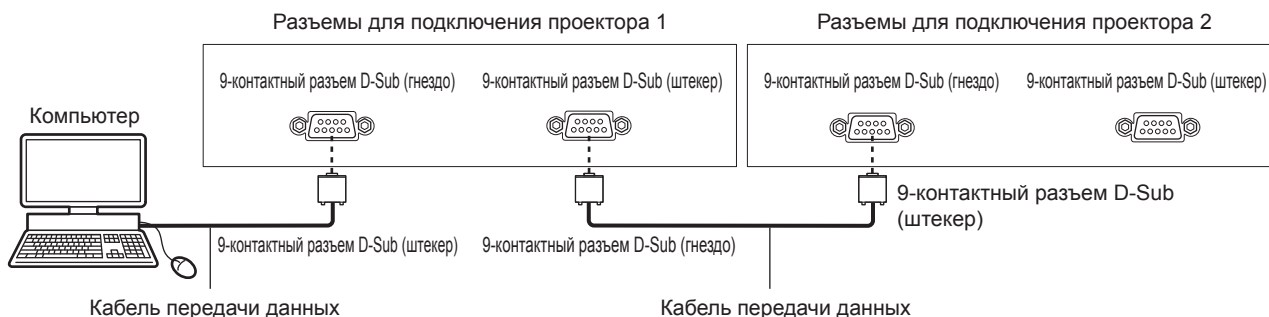 Разъемы для подключения проектора 1
Разъемы для подключения проектора 2
9-контактный разъем D-Sub (гнездо)
9-контактный разъем D-Sub (штекер)
9-контактный разъем D-Sub (гнездо)
9-контактный разъем D-Sub (штекер)
Компьютер
9-контактный разъем D-Sub
(штекер)
9-контактный разъем D-Sub (штекер)
9-контактный разъем D-Sub (гнездо)
Кабель передачи данных
Кабель передачи данных